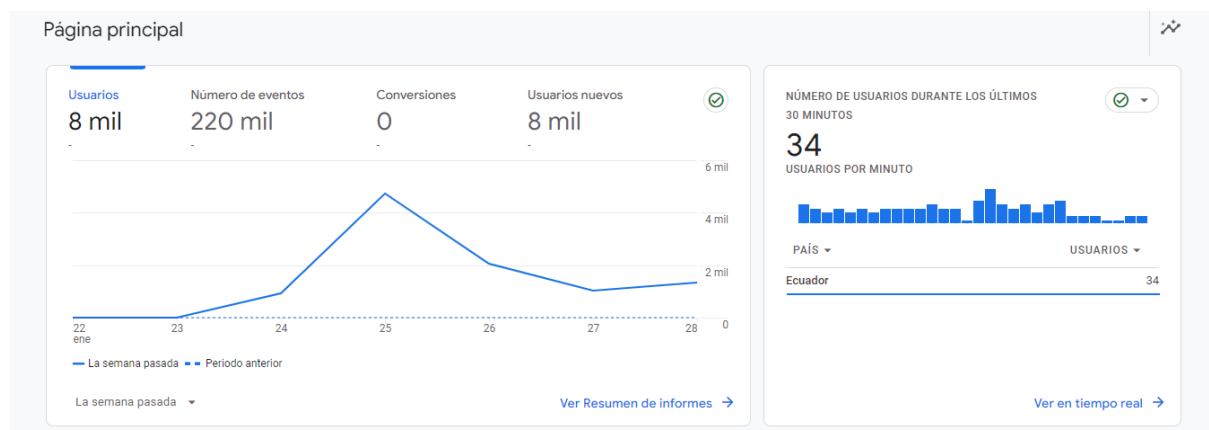 Página principal
Usuarios
8 mil
-
Número de eventos
220 mil
-
Conversiones
0
-
Usuarios nuevos
8 mil
-
6 mil
4 mil
2 mil
0
22
ene
23
24
25
26
27
28
La semana pasada
Periodo anterior
La semana pasada
Ver Resumen de informes
NÚMERO DE USUARIOS DURANTE LOS ÚLTIMOS
30 MINUTOS
34
USUARIOS POR MINUTO
PAÍS USUARIOS
Ecuador 34
Ver en tiempo real